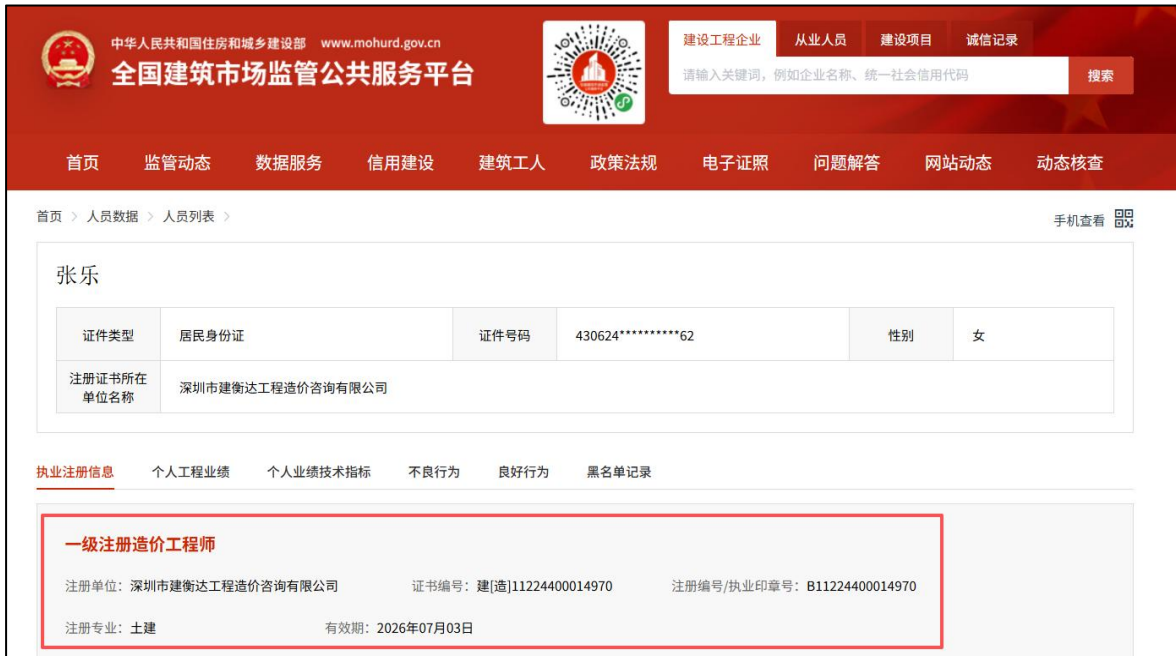 中华人民共和国住房和城乡建设部 www.mohurd.gov.cn
全国建筑市场监管公共服务平台
建设工程企业 从业人员 建设项目 诚信记录
请输入关键词，例如企业名称、统一社会信用代码 搜索
首页 监管动态 数据服务 信用建设 建筑工人 政策法规 电子证照 问题解答 网站动态 动态核查
首页 > 人员数据 > 人员列表 > 手机查看
张乐
证件类型 居民身份证 证件号码 430624**********62 性别 女
注册证书所在
单位名称 深圳市建衡达工程造价咨询有限公司
执业注册信息 个人工程业绩 个人业绩技术指标 不良行为 良好行为 黑名单记录
一级注册造价工程师
注册单位：深圳市建衡达工程造价咨询有限公司 证书编号：建[造]11224400014970 注册编号/执业印章号：B11224400014970
注册专业：土建 有效期：2026年07月03日